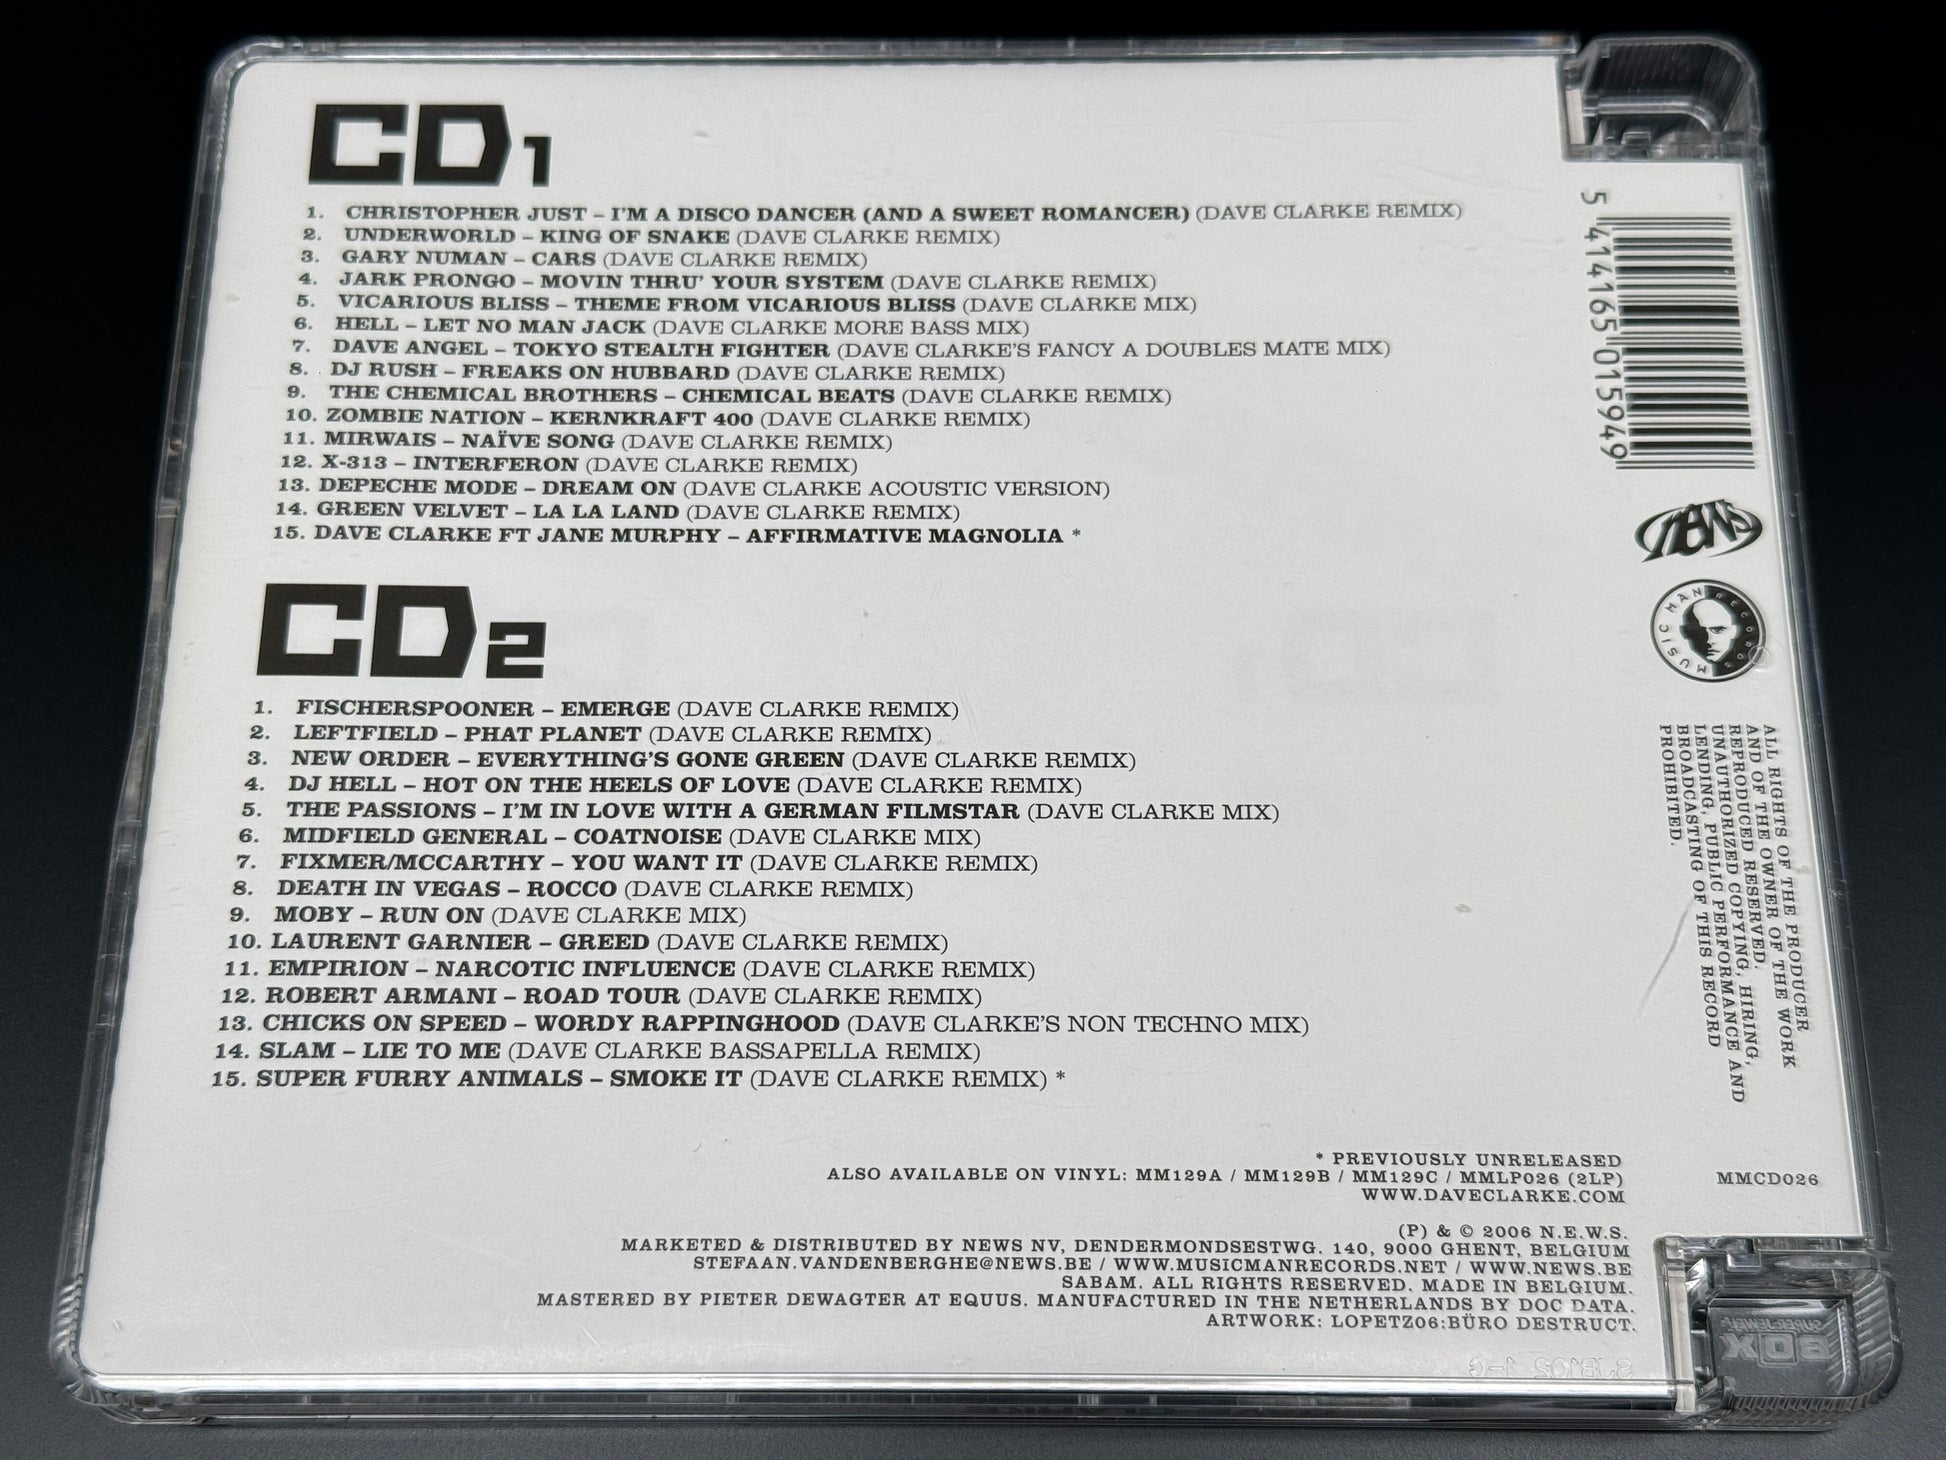 CD1
1. CHRISTOPHER JUST – I'M A DISCO DANCER (AND A SWEET ROMANCER) (DAVE CLARKE REMIX)
2. UNDERWORLD – KING OF SNAKE (DAVE CLARKE REMIX)
3. GARY NUMAN – CARS (DAVE CLARKE REMIX)
4. JARK PRONGO – MOVIN THRU' YOUR SYSTEM (DAVE CLARKE REMIX)
5. VICARIOUS BLISS – THEME FROM VICARIOUS BLISS (DAVE CLARKE MIX)
6. HELL – LET NO MAN JACK (DAVE CLARKE MORE BASS MIX)
7. DAVE ANGEL – TOKYO STEALTH FIGHTER (DAVE CLARKE'S FANCY A DOUBLES MATE MIX)
8. DJ RUSH – FREAKS ON HUBBARD (DAVE CLARKE REMIX)
9. THE CHEMICAL BROTHERS – CHEMICAL BEATS (DAVE CLARKE REMIX)
10. ZOMBIE NATION – KERNKRAFT 400 (DAVE CLARKE REMIX)
11. MIRWAIS – NAÏVE SONG (DAVE CLARKE REMIX)
12. X-313 – INTERFERON (DAVE CLARKE REMIX)
13. DEPECHE MODE – DREAM ON (DAVE CLARKE ACOUSTIC VERSION)
14. GREEN VELVET – LA LA LAND (DAVE CLARKE REMIX)
15. DAVE CLARKE FT JANE MURPHY – AFFIRMATIVE MAGNOLIA *
CD2
1. FISCHERSPOONER – EMERGE (DAVE CLARKE REMIX)
2. LEFTFIELD – PHAT PLANET (DAVE CLARKE REMIX)
3. NEW ORDER – EVERYTHING'S GONE GREEN (DAVE CLARKE REMIX)
4. DJ HELL – HOT ON THE HEELS OF LOVE (DAVE CLARKE REMIX)
5. THE PASSIONS – I'M IN LOVE WITH A GERMAN FILMSTAR (DAVE CLARKE MIX)
6. MIDFIELD GENERAL – COATNOISE (DAVE CLARKE MIX)
7. FIXMER/MCCARTHY – YOU WANT IT (DAVE CLARKE REMIX)
8. DEATH IN VEGAS – ROCCO (DAVE CLARKE REMIX)
9. MOBY – RUN ON (DAVE CLARKE MIX)
10. LAURENT GARNIER – GREED (DAVE CLARKE REMIX)
11. EMPIRION – NARCOTIC INFLUENCE (DAVE CLARKE REMIX)
12. ROBERT ARMANI – ROAD TOUR (DAVE CLARKE REMIX)
13. CHICKS ON SPEED – WORDY RAPPINGHOOD (DAVE CLARKE'S NON TECHNO MIX)
14. SLAM – LIE TO ME (DAVE CLARKE BASSAPELLA REMIX)
15. SUPER FURRY ANIMALS – SMOKE IT (DAVE CLARKE REMIX) *
* PREVIOUSLY UNRELEASED
ALSO AVAILABLE ON VINYL: MM129A / MM129B / MM129C / MMLP026 (2LP)
WWW.DAVECLARKE.COM
(P) & © 2006 N.E.W.S.
MARKETED & DISTRIBUTED BY NEWS NV, DENDERMONDSESTWG. 140, 9000 GHENT, BELGIUM
STEFAAN.VANDENBERGHE@NEWS.BE / WWW.MUSICMANRECORDS.NET / WWW.NEWS.BE
SABAM. ALL RIGHTS RESERVED. MADE IN BELGIUM.
MASTERED BY PIETER DEWAGTER AT EQUUS. MANUFACTURED IN THE NETHERLANDS BY DOC DATA.
ARTWORK: LOPETZ06:BÜRO DESTRUCT.
5 414165 015949
news
MUSIC MAN RECORDS
ALL RIGHTS OF THE PRODUCER
AND OF THE OWNER OF THE WORK
REPRODUCED RESERVED.
UNAUTHORIZED COPYING, HIRING,
LENDING, PUBLIC PERFORMANCE AND
BROADCASTING OF THIS RECORD
PROHIBITED.
MMCD026
SUPER JEWEL
BOX